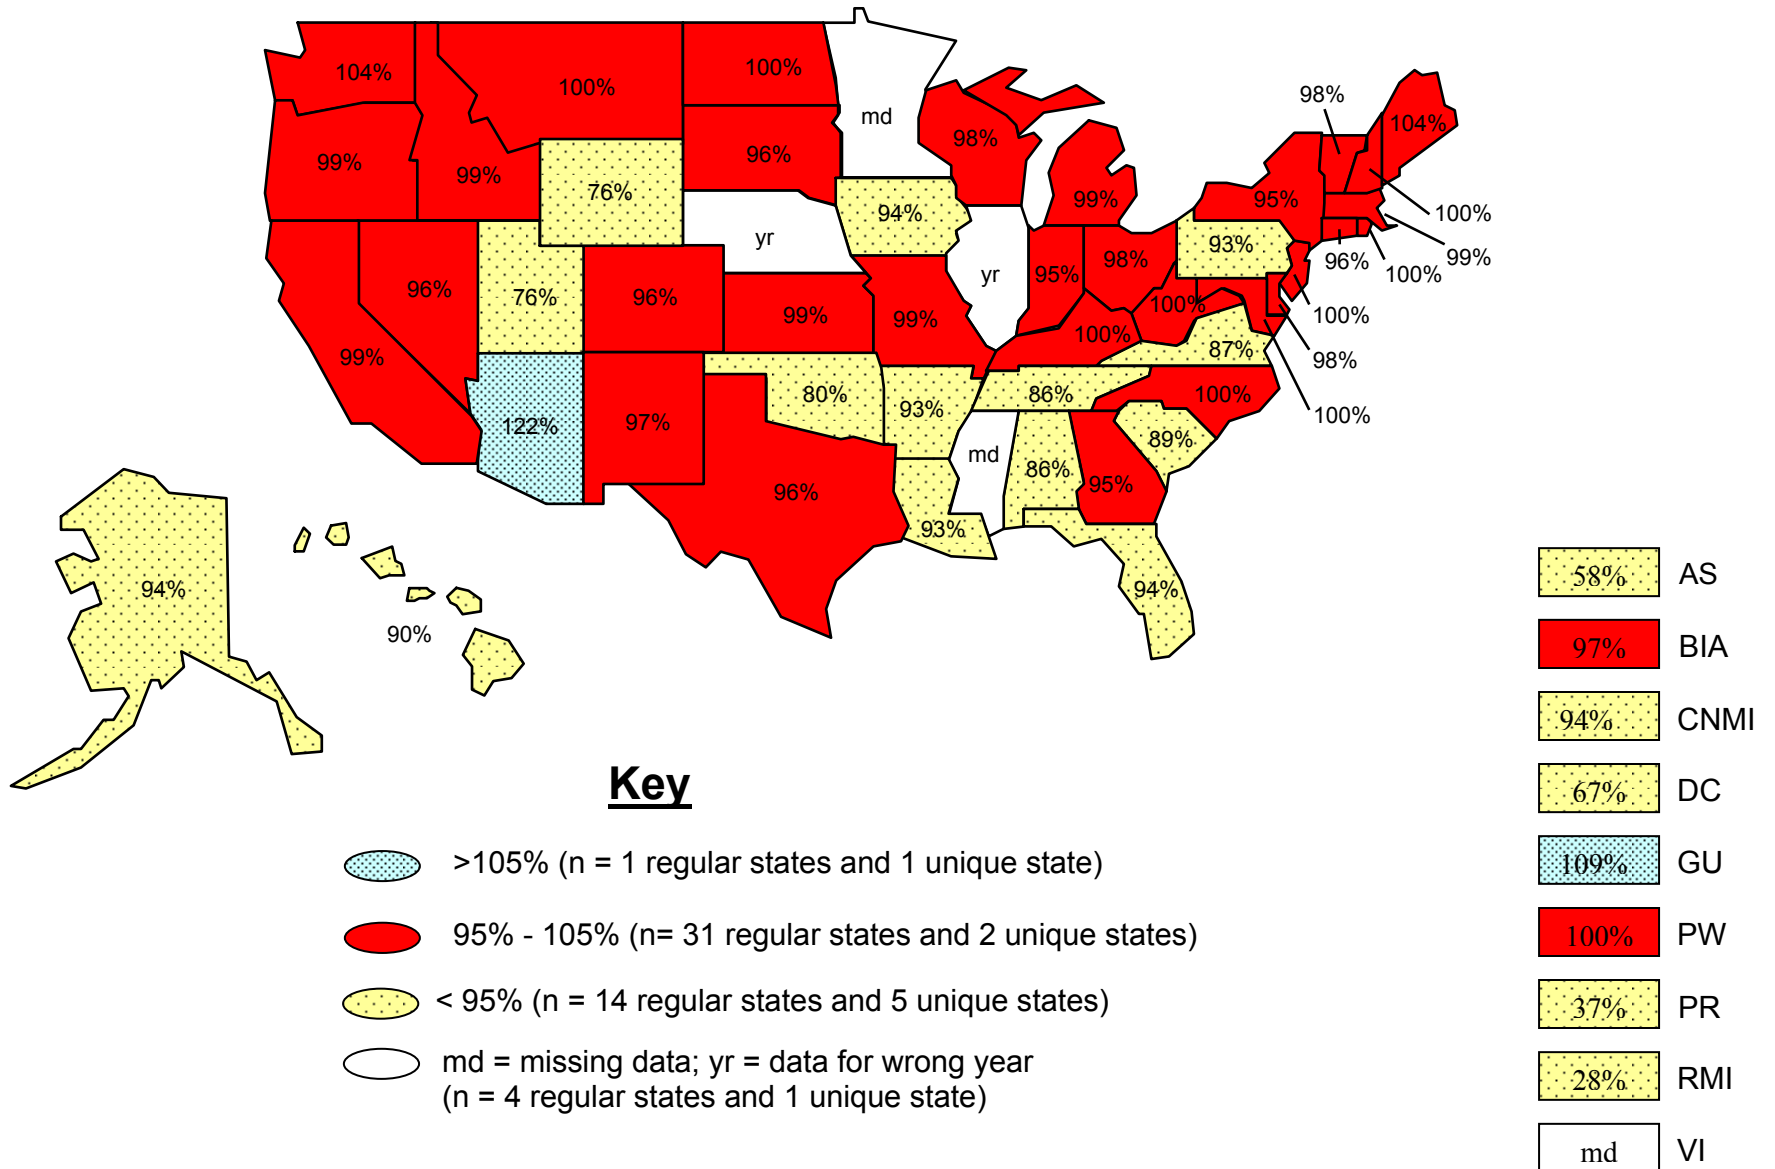 104%
100%
100%
md
98%
104%
99%
99%
76%
96%
98%
99%
95%
100%
99%
96%
100%
yr
94%
yr
93%
96%
76%
96%
99%
99%
95%
98%
100%
100%
87%
100%
98%
100%
99%
122%
97%
80%
93%
86%
100%
89%
96%
93%
md
86%
95%
94%
94%
90%
58% AS
97% BIA
94% CNMI
67% DC
109% GU
100% PW
37% PR
28% RMI
md VI
Key
>105% (n = 1 regular states and 1 unique state)
95% - 105% (n= 31 regular states and 2 unique states)
< 95% (n = 14 regular states and 5 unique states)
md = missing data; yr = data for wrong year
(n = 4 regular states and 1 unique state)